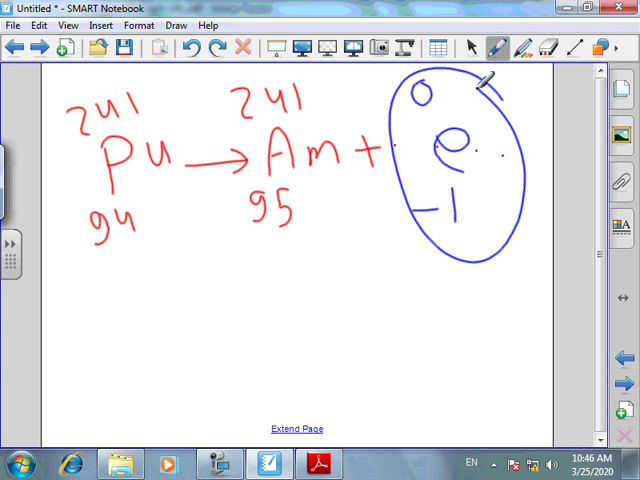 Untitled * - SMART Notebook
File Edit View Insert Format Draw Help
241 241 0
Pu → Am + e
94 95 -1
Extend Page
EN
10:46 AM
3/25/2020